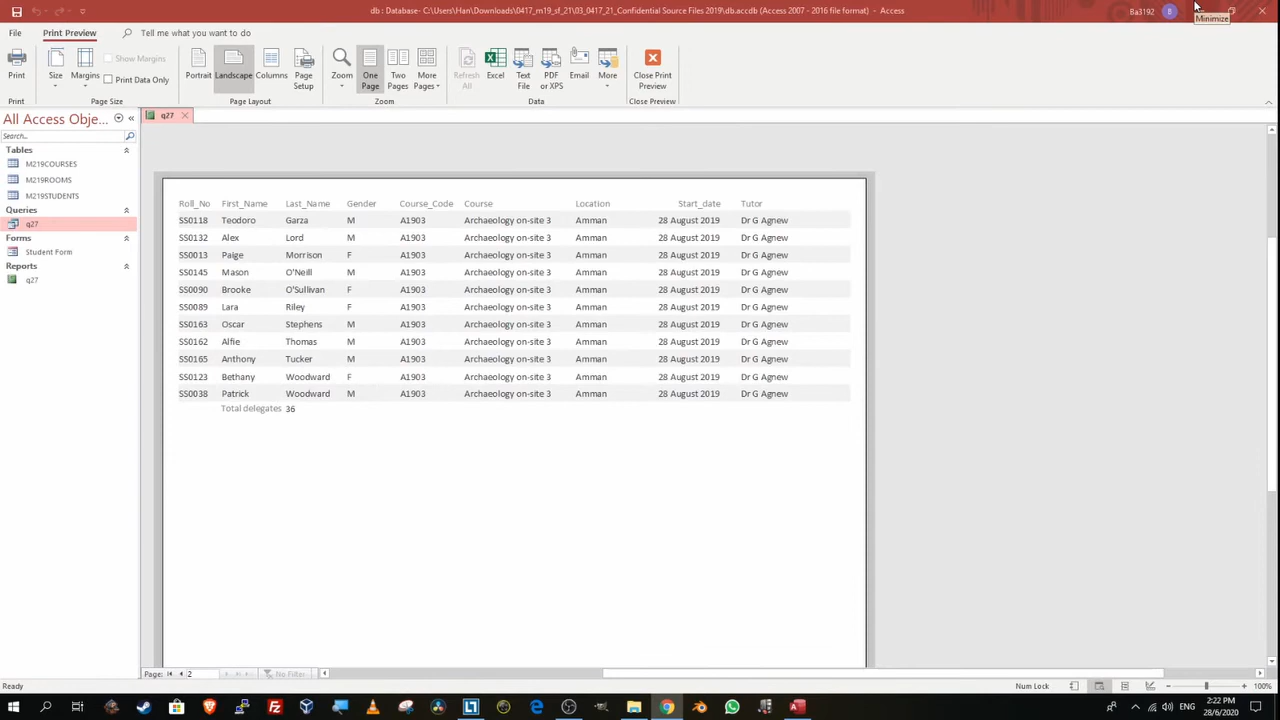 db : Database- C:\Users\Han\Downloads\0417_m19_sf_21\03_0417_21_Confidential Source Files 2019\db.accdb (Access 2007 - 2016 file format) - Access
Ba3192 B
Minimize
File Print Preview Tell me what you want to do
Show Margins
Print Data Only
Print Size Margins Portrait Landscape Columns Page Setup Zoom One Page Two Pages More Pages Refresh All Excel Text File PDF or XPS Email More Close Print Preview
Print Page Size Page Layout Zoom Data Close Preview
All Access Obje...
q27
Search...
Tables
M219COURSES
M219ROOMS
M219STUDENTS
Queries
q27
Forms
Student Form
Reports
q27
Roll_No First_Name Last_Name Gender Course_Code Course Location Start_date Tutor
SS0118 Teodoro Garza M A1903 Archaeology on-site 3 Amman 28 August 2019 Dr G Agnew
SS0132 Alex Lord M A1903 Archaeology on-site 3 Amman 28 August 2019 Dr G Agnew
SS0013 Paige Morrison F A1903 Archaeology on-site 3 Amman 28 August 2019 Dr G Agnew
SS0145 Mason O'Neill M A1903 Archaeology on-site 3 Amman 28 August 2019 Dr G Agnew
SS0090 Brooke O'Sullivan F A1903 Archaeology on-site 3 Amman 28 August 2019 Dr G Agnew
SS0089 Lara Riley F A1903 Archaeology on-site 3 Amman 28 August 2019 Dr G Agnew
SS0163 Oscar Stephens M A1903 Archaeology on-site 3 Amman 28 August 2019 Dr G Agnew
SS0162 Alfie Thomas M A1903 Archaeology on-site 3 Amman 28 August 2019 Dr G Agnew
SS0165 Anthony Tucker M A1903 Archaeology on-site 3 Amman 28 August 2019 Dr G Agnew
SS0123 Bethany Woodward F A1903 Archaeology on-site 3 Amman 28 August 2019 Dr G Agnew
SS0038 Patrick Woodward M A1903 Archaeology on-site 3 Amman 28 August 2019 Dr G Agnew
Total delegates 36
Page: 2 No Filter
Ready Num Lock 100%
ENG 2:22 PM
28/6/2020